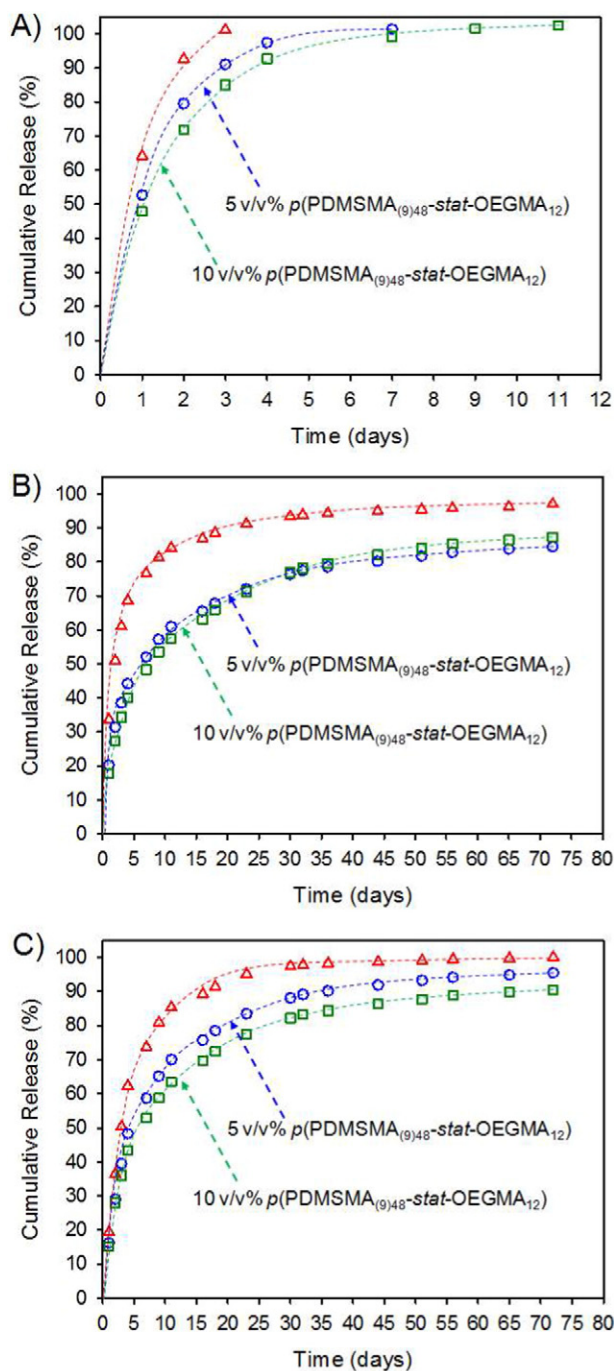 A)
Cumulative Release (%)
100
90
80
70
60
50
40
30
20
10
0
5 v/v% p(PDMSMA(9)48-stat-OEGMA12)
10 v/v% p(PDMSMA(9)48-stat-OEGMA12)
0 1 2 3 4 5 6 7 8 9 10 11 12
Time (days)
B)
Cumulative Release (%)
100
90
80
70
60
50
40
30
20
10
0
5 v/v% p(PDMSMA(9)48-stat-OEGMA12)
10 v/v% p(PDMSMA(9)48-stat-OEGMA12)
0 5 10 15 20 25 30 35 40 45 50 55 60 65 70 75 80
Time (days)
C)
Cumulative Release (%)
100
90
80
70
60
50
40
30
20
10
0
5 v/v% p(PDMSMA(9)48-stat-OEGMA12)
10 v/v% p(PDMSMA(9)48-stat-OEGMA12)
0 5 10 15 20 25 30 35 40 45 50 55 60 65 70 75 80
Time (days)